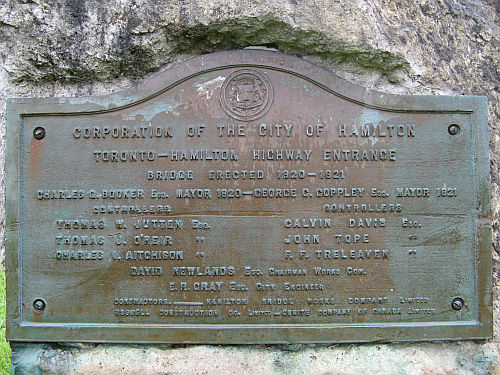 CORPORATION OF THE CITY OF HAMILTON
TORONTO—HAMILTON HIGHWAY ENTRANCE
BRIDGE ERECTED 1920-1921
CHARLES G. BOOKER ESQ. MAYOR 1920—GEORGE C. COPPLEY ESQ. MAYOR 1921
CONTROLLERS CONTROLLERS
THOMAS W. JUTTEN ESQ. CALVIN DAVIS ESQ.
THOMAS J. O'HEIR " JOHN TOPE "
CHARLES A. AITCHISON " F. F. TRELEAVEN "
DAVID NEWLANDS ESQ. CHAIRMAN WORKS COM.
E. R. GRAY ESQ. CITY ENGINEER
CONTRACTORS.—HAMILTON BRIDGE WORKS COMPANY LIMITED
RUSSELL CONSTRUCTION CO. LIMITED— COMPANY OF CANADA LIMITED